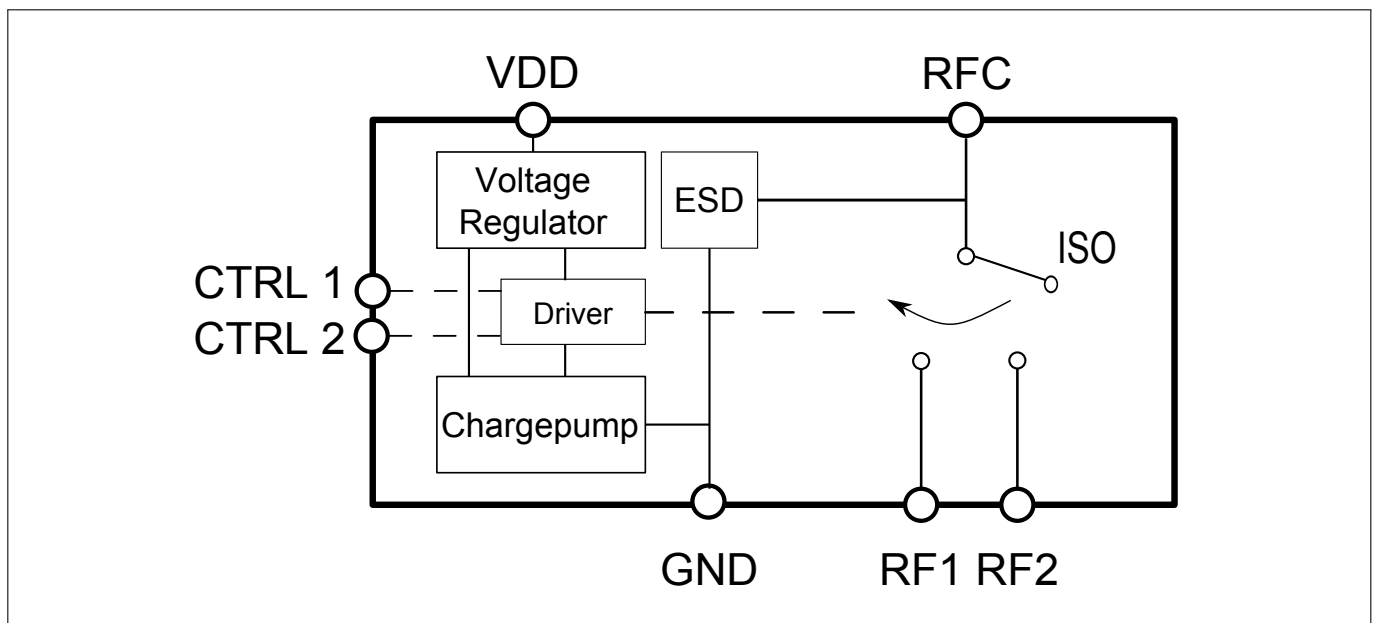 VDD
RFC
Voltage
Regulator
ESD
ISO
CTRL 1
Driver
CTRL 2
Chargepump
GND
RF1
RF2